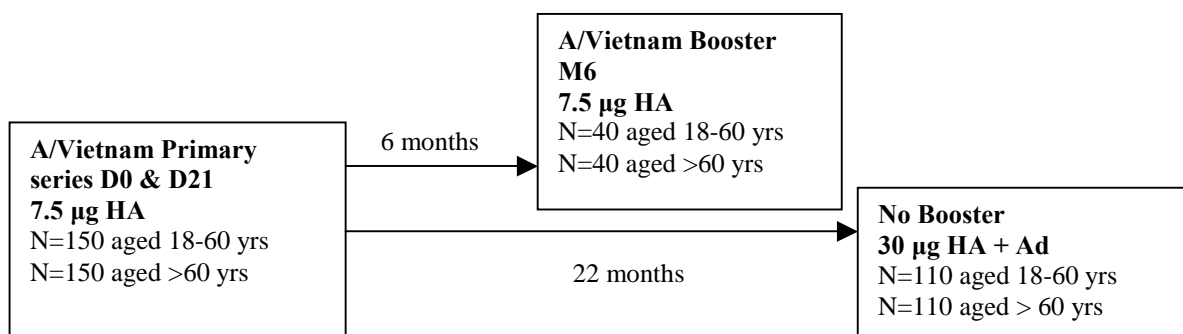 A/Vietnam Primary
series D0 & D21
7.5 µg HA
N=150 aged 18-60 yrs
N=150 aged >60 yrs
6 months
A/Vietnam Booster
M6
7.5 µg HA
N=40 aged 18-60 yrs
N=40 aged >60 yrs
22 months
No Booster
30 µg HA + Ad
N=110 aged 18-60 yrs
N=110 aged > 60 yrs